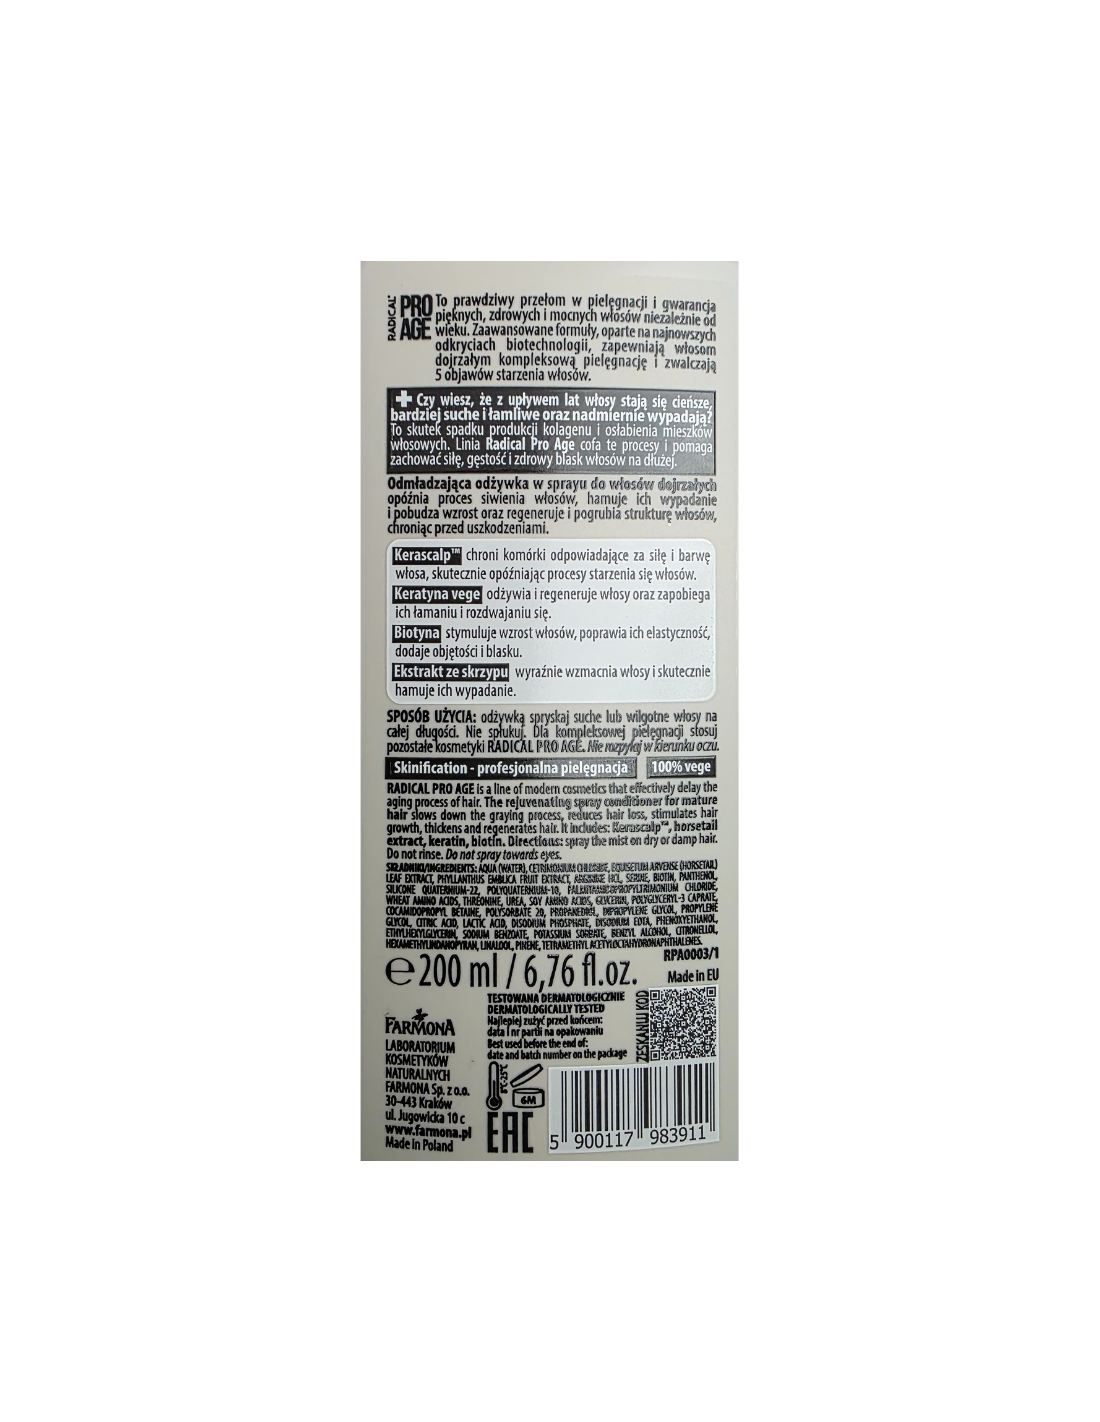 RADICAL® PRO AGE
To prawdziwy przełom w pielęgnacji i gwarancja
pięknych, zdrowych i mocnych włosów niezależnie od
wieku. Zaawansowane formuły, oparte na najnowszych
odkryciach biotechnologii, zapewniają włosom
dojrzałym kompleksową pielęgnację i zwalczają
5 objawów starzenia włosów.
+ Czy wiesz, że z upływem lat włosy stają się cieńsze,
bardziej suche i łamliwe oraz nadmiernie wypadają?
To skutek spadku produkcji kolagenu i osłabienia mieszków
włosowych. Linia Radical Pro Age cofa te procesy i pomaga
zachować siłę, gęstość i zdrowy blask włosów na dłużej.
Odmładzająca odżywka w sprayu do włosów dojrzałych
opóźnia proces siwienia włosów, hamuje ich wypadanie
i pobudza wzrost oraz regeneruje i pogrubia strukturę włosów,
chroniąc przed uszkodzeniami.
Kerascalp™ chroni komórki odpowiadające za siłę i barwę
włosa, skutecznie opóźniając procesy starzenia się włosów.
Keratyna vege odżywia i regeneruje włosy oraz zapobiega
ich łamaniu i rozdwajaniu się.
Biotyna stymuluje wzrost włosów, poprawia ich elastyczność,
dodaje objętości i blasku.
Ekstrakt ze skrzypu wyraźnie wzmacnia włosy i skutecznie
hamuje ich wypadanie.
SPOSÓB UŻYCIA: odżywką spryskaj suche lub wilgotne włosy na
całej długości. Nie spłukuj. Dla kompleksowej pielęgnacji stosuj
pozostałe kosmetyki RADICAL PRO AGE. Nie rozpylaj w kierunku oczu.
Skinification - profesjonalna pielęgnacja 100% vege
RADICAL PRO AGE is a line of modern cosmetics that effectively delay the
aging process of hair. The rejuvenating spray conditioner for mature
hair slows down the graying process, reduces hair loss, stimulates hair
growth, thickens and regenerates hair. It includes: Kerascalp™, horsetail
extract, keratin, biotin. Directions: spray the mist on dry or damp hair.
Do not rinse. Do not spray towards eyes.
SKŁADNIKI/INGREDIENTS: AQUA (WATER), CETRIMONIUM CHLORIDE, EQUISETUM ARVENSE (HORSETAIL)
LEAF EXTRACT, PHYLLANTHUS EMBLICA FRUIT EXTRACT, ARGININE HCL, SERINE, BIOTIN, PANTHENOL,
SILICONE QUATERNIUM-22, POLYQUATERNIUM-10, PALMITAMIDOPROPYLTRIMONIUM CHLORIDE,
WHEAT AMINO ACIDS, THREONINE, UREA, SOY AMINO ACIDS, GLYCERIN, POLYGLYCERYL-3 CAPRATE,
COCAMIDOPROPYL BETAINE, POLYSORBATE 20, PROPANEDIOL, DIPROPYLENE GLYCOL, PROPYLENE
GLYCOL, CITRIC ACID, LACTIC ACID, DISODIUM PHOSPHATE, DISODIUM EDTA, PHENOXYETHANOL,
ETHYLHEXYLGLYCERIN, SODIUM BENZOATE, POTASSIUM SORBATE, BENZYL ALCOHOL, CITRONELLOL,
HEXAMETHYLINDANOPYRAN, LINALOOL, PINENE, TETRAMETHYL ACETYLOCTAHYDRONAPHTHALENES.
RPA0003/1
℮ 200 ml / 6,76 fl.oz.
Made in EU
FARMONA
LABORATORIUM
KOSMETYKÓW
NATURALNYCH
FARMONA Sp. z o.o.
30-443 Kraków
ul. Jugowicka 10 c
www.farmona.pl
Made in Poland
TESTOWANA DERMATOLOGICZNIE
DERMATOLOGICALLY TESTED
Najlepiej zużyć przed końcem:
data i nr partii na opakowaniu
Best used before the end of:
date and batch number on the package
ZESKANUJ KOD
5°C-25°C
6M
EAC
5 900117 983911